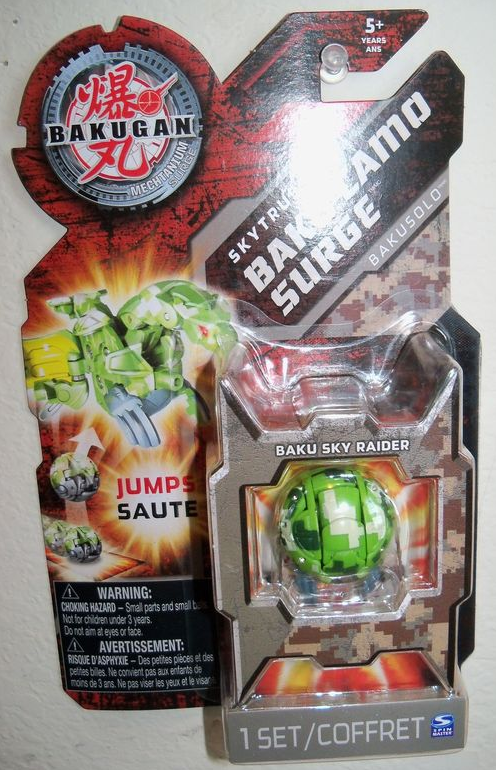 5+
YEARS
ANS
爆
BAKUGAN
丸
MECHTANIUM
SURGE
BAKUCAMO
SURGE
BAKUSOLO
BAKU SKY RAIDER
JUMPS
SAUTE
WARNING:
CHOKING HAZARD – Small parts and small
Not for children under 3 years.
Do not aim at eyes or face.
AVERTISSEMENT:
RISQUE D'ASPHYXIE – Des petites pièces et des
petites billes. Ne convient pas aux enfants de
moins de 3 ans. Ne pas viser les yeux et le
1 SET/COFFRET
SPIN
MASTER